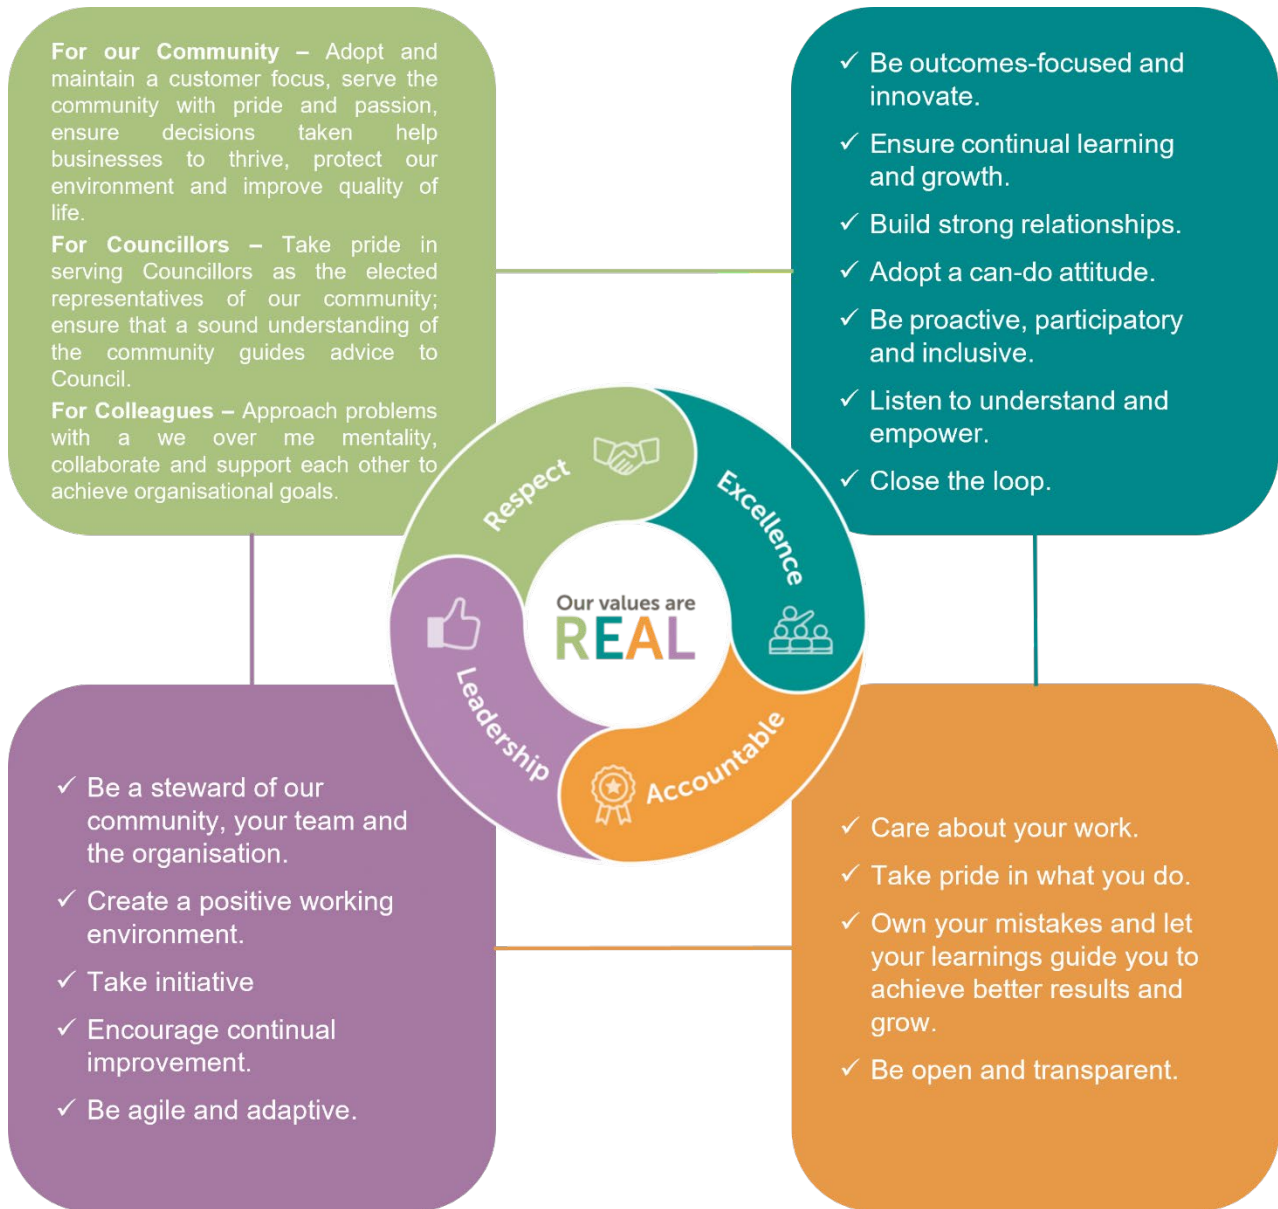 For our Community – Adopt and
maintain a customer focus, serve the
community with pride and passion,
ensure decisions taken help
businesses to thrive, protect our
environment and improve quality of
life.
For Councillors – Take pride in
serving Councillors as the elected
representatives of our community;
ensure that a sound understanding of
the community guides advice to
Council.
For Colleagues – Approach problems
with a we over me mentality,
collaborate and support each other to
achieve organisational goals.
✓ Be outcomes-focused and
innovate.
✓ Ensure continual learning
and growth.
✓ Build strong relationships.
✓ Adopt a can-do attitude.
✓ Be proactive, participatory
and inclusive.
✓ Listen to understand and
empower.
✓ Close the loop.
Respect
Excellence
Our values are
REAL
Leadership
Accountable
✓ Be a steward of our
community, your team and
the organisation.
✓ Create a positive working
environment.
✓ Take initiative
✓ Encourage continual
improvement.
✓ Be agile and adaptive.
✓ Care about your work.
✓ Take pride in what you do.
✓ Own your mistakes and let
your learnings guide you to
achieve better results and
grow.
✓ Be open and transparent.